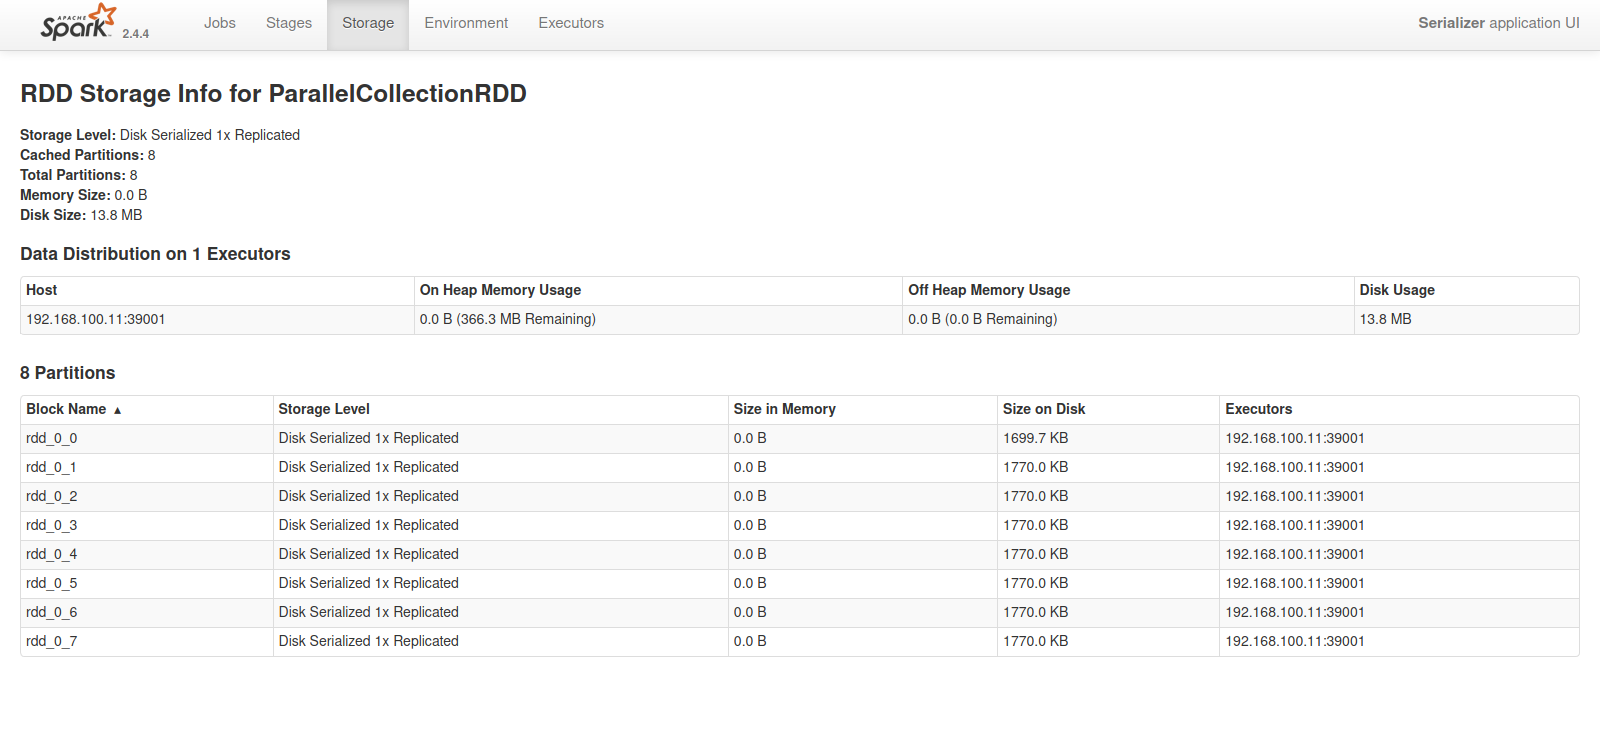 APACHE
Spark 2.4.4 Jobs Stages Storage Environment Executors Serializer application UI
RDD Storage Info for ParallelCollectionRDD
Storage Level: Disk Serialized 1x Replicated
Cached Partitions: 8
Total Partitions: 8
Memory Size: 0.0 B
Disk Size: 13.8 MB
Data Distribution on 1 Executors
Host On Heap Memory Usage Off Heap Memory Usage Disk Usage
192.168.100.11:39001 0.0 B (366.3 MB Remaining) 0.0 B (0.0 B Remaining) 13.8 MB
8 Partitions
Block Name ▲ Storage Level Size in Memory Size on Disk Executors
rdd_0_0 Disk Serialized 1x Replicated 0.0 B 1699.7 KB 192.168.100.11:39001
rdd_0_1 Disk Serialized 1x Replicated 0.0 B 1770.0 KB 192.168.100.11:39001
rdd_0_2 Disk Serialized 1x Replicated 0.0 B 1770.0 KB 192.168.100.11:39001
rdd_0_3 Disk Serialized 1x Replicated 0.0 B 1770.0 KB 192.168.100.11:39001
rdd_0_4 Disk Serialized 1x Replicated 0.0 B 1770.0 KB 192.168.100.11:39001
rdd_0_5 Disk Serialized 1x Replicated 0.0 B 1770.0 KB 192.168.100.11:39001
rdd_0_6 Disk Serialized 1x Replicated 0.0 B 1770.0 KB 192.168.100.11:39001
rdd_0_7 Disk Serialized 1x Replicated 0.0 B 1770.0 KB 192.168.100.11:39001